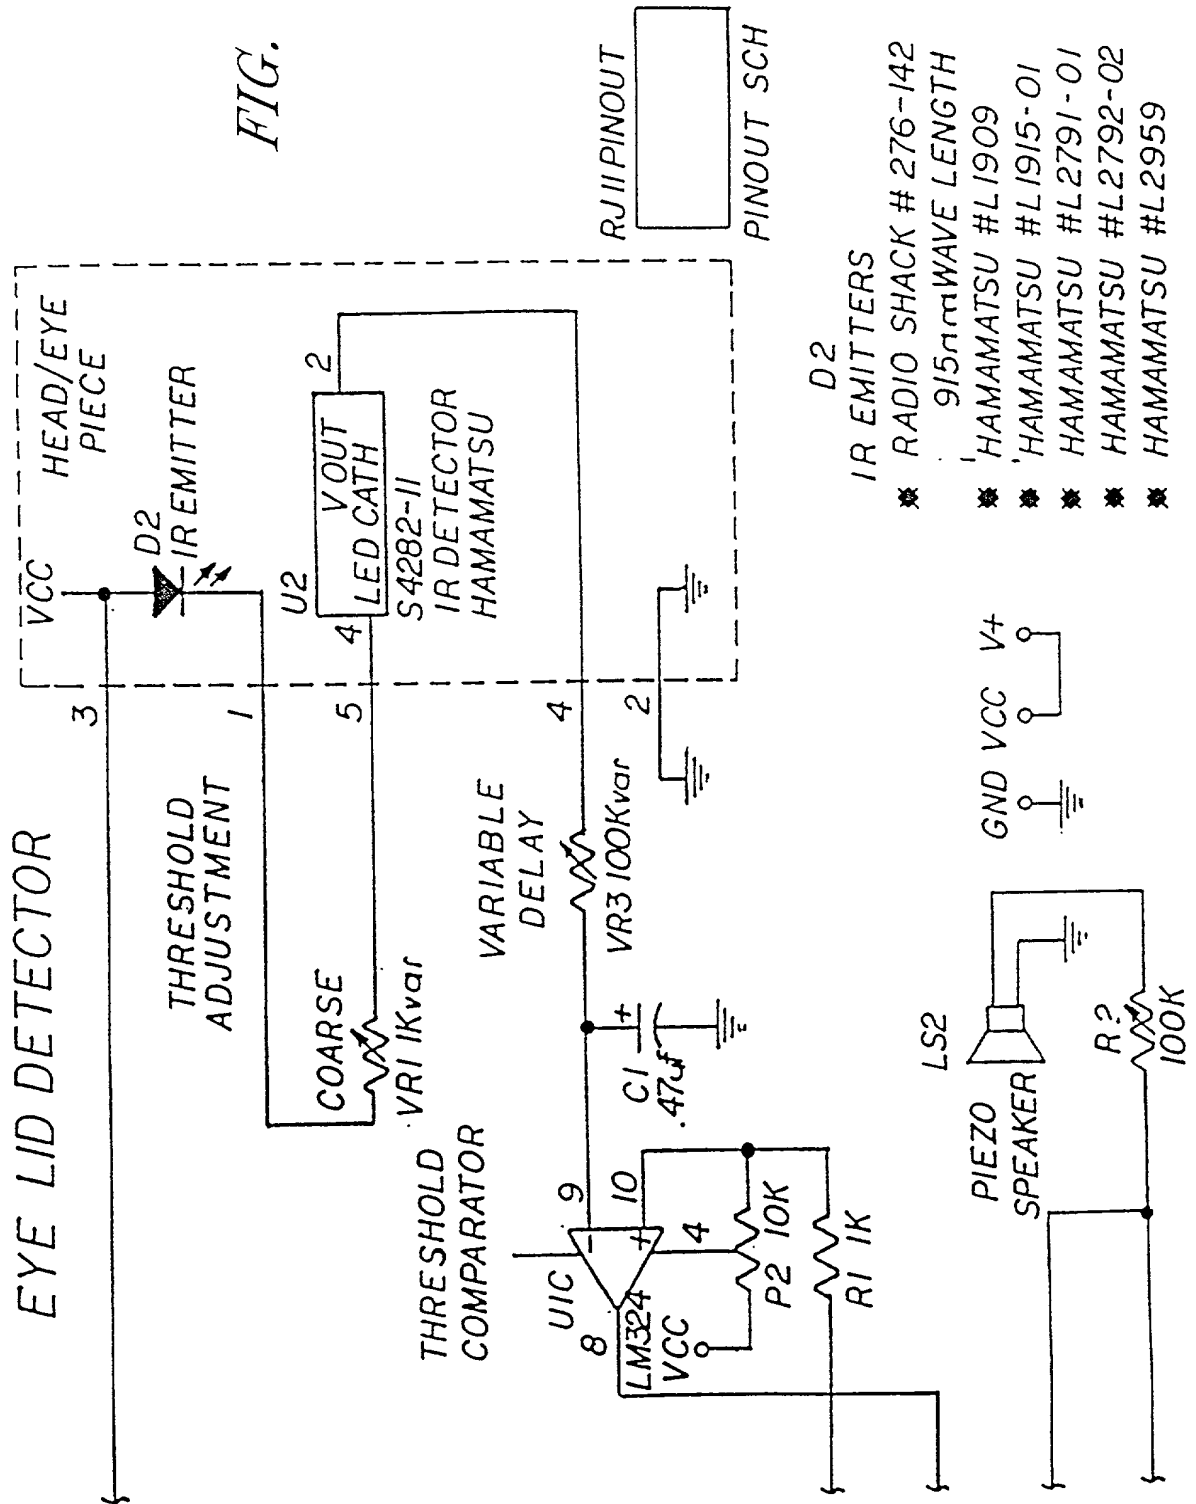 EYE LID DETECTOR
FIG.
3
VCC
HEAD/EYE
PIECE
D2
IR EMITTER
THRESHOLD
ADJUSTMENT
1
COARSE
VR1 1Kvar
5
U2
4
V OUT
LED CATH
2
S4282-11
IR DETECTOR
HAMAMATSU
RJ11 PINOUT
PINOUT SCH
THRESHOLD
COMPARATOR
VARIABLE
DELAY
VR3 100Kvar
4
2
C1
.47uf
+
9
10
-
+
U1C
8
LM324
4
VCC
P2 10K
R1 1K
D2
IR EMITTERS
※ RADIO SHACK # 276-142
915nm WAVE LENGTH
※ HAMAMATSU #L1909
※ HAMAMATSU #L1915-01
※ HAMAMATSU #L2791-01
※ HAMAMATSU #L2792-02
※ HAMAMATSU #L2959
LS2
PIEZO
SPEAKER
GND VCC V+
R?
100K